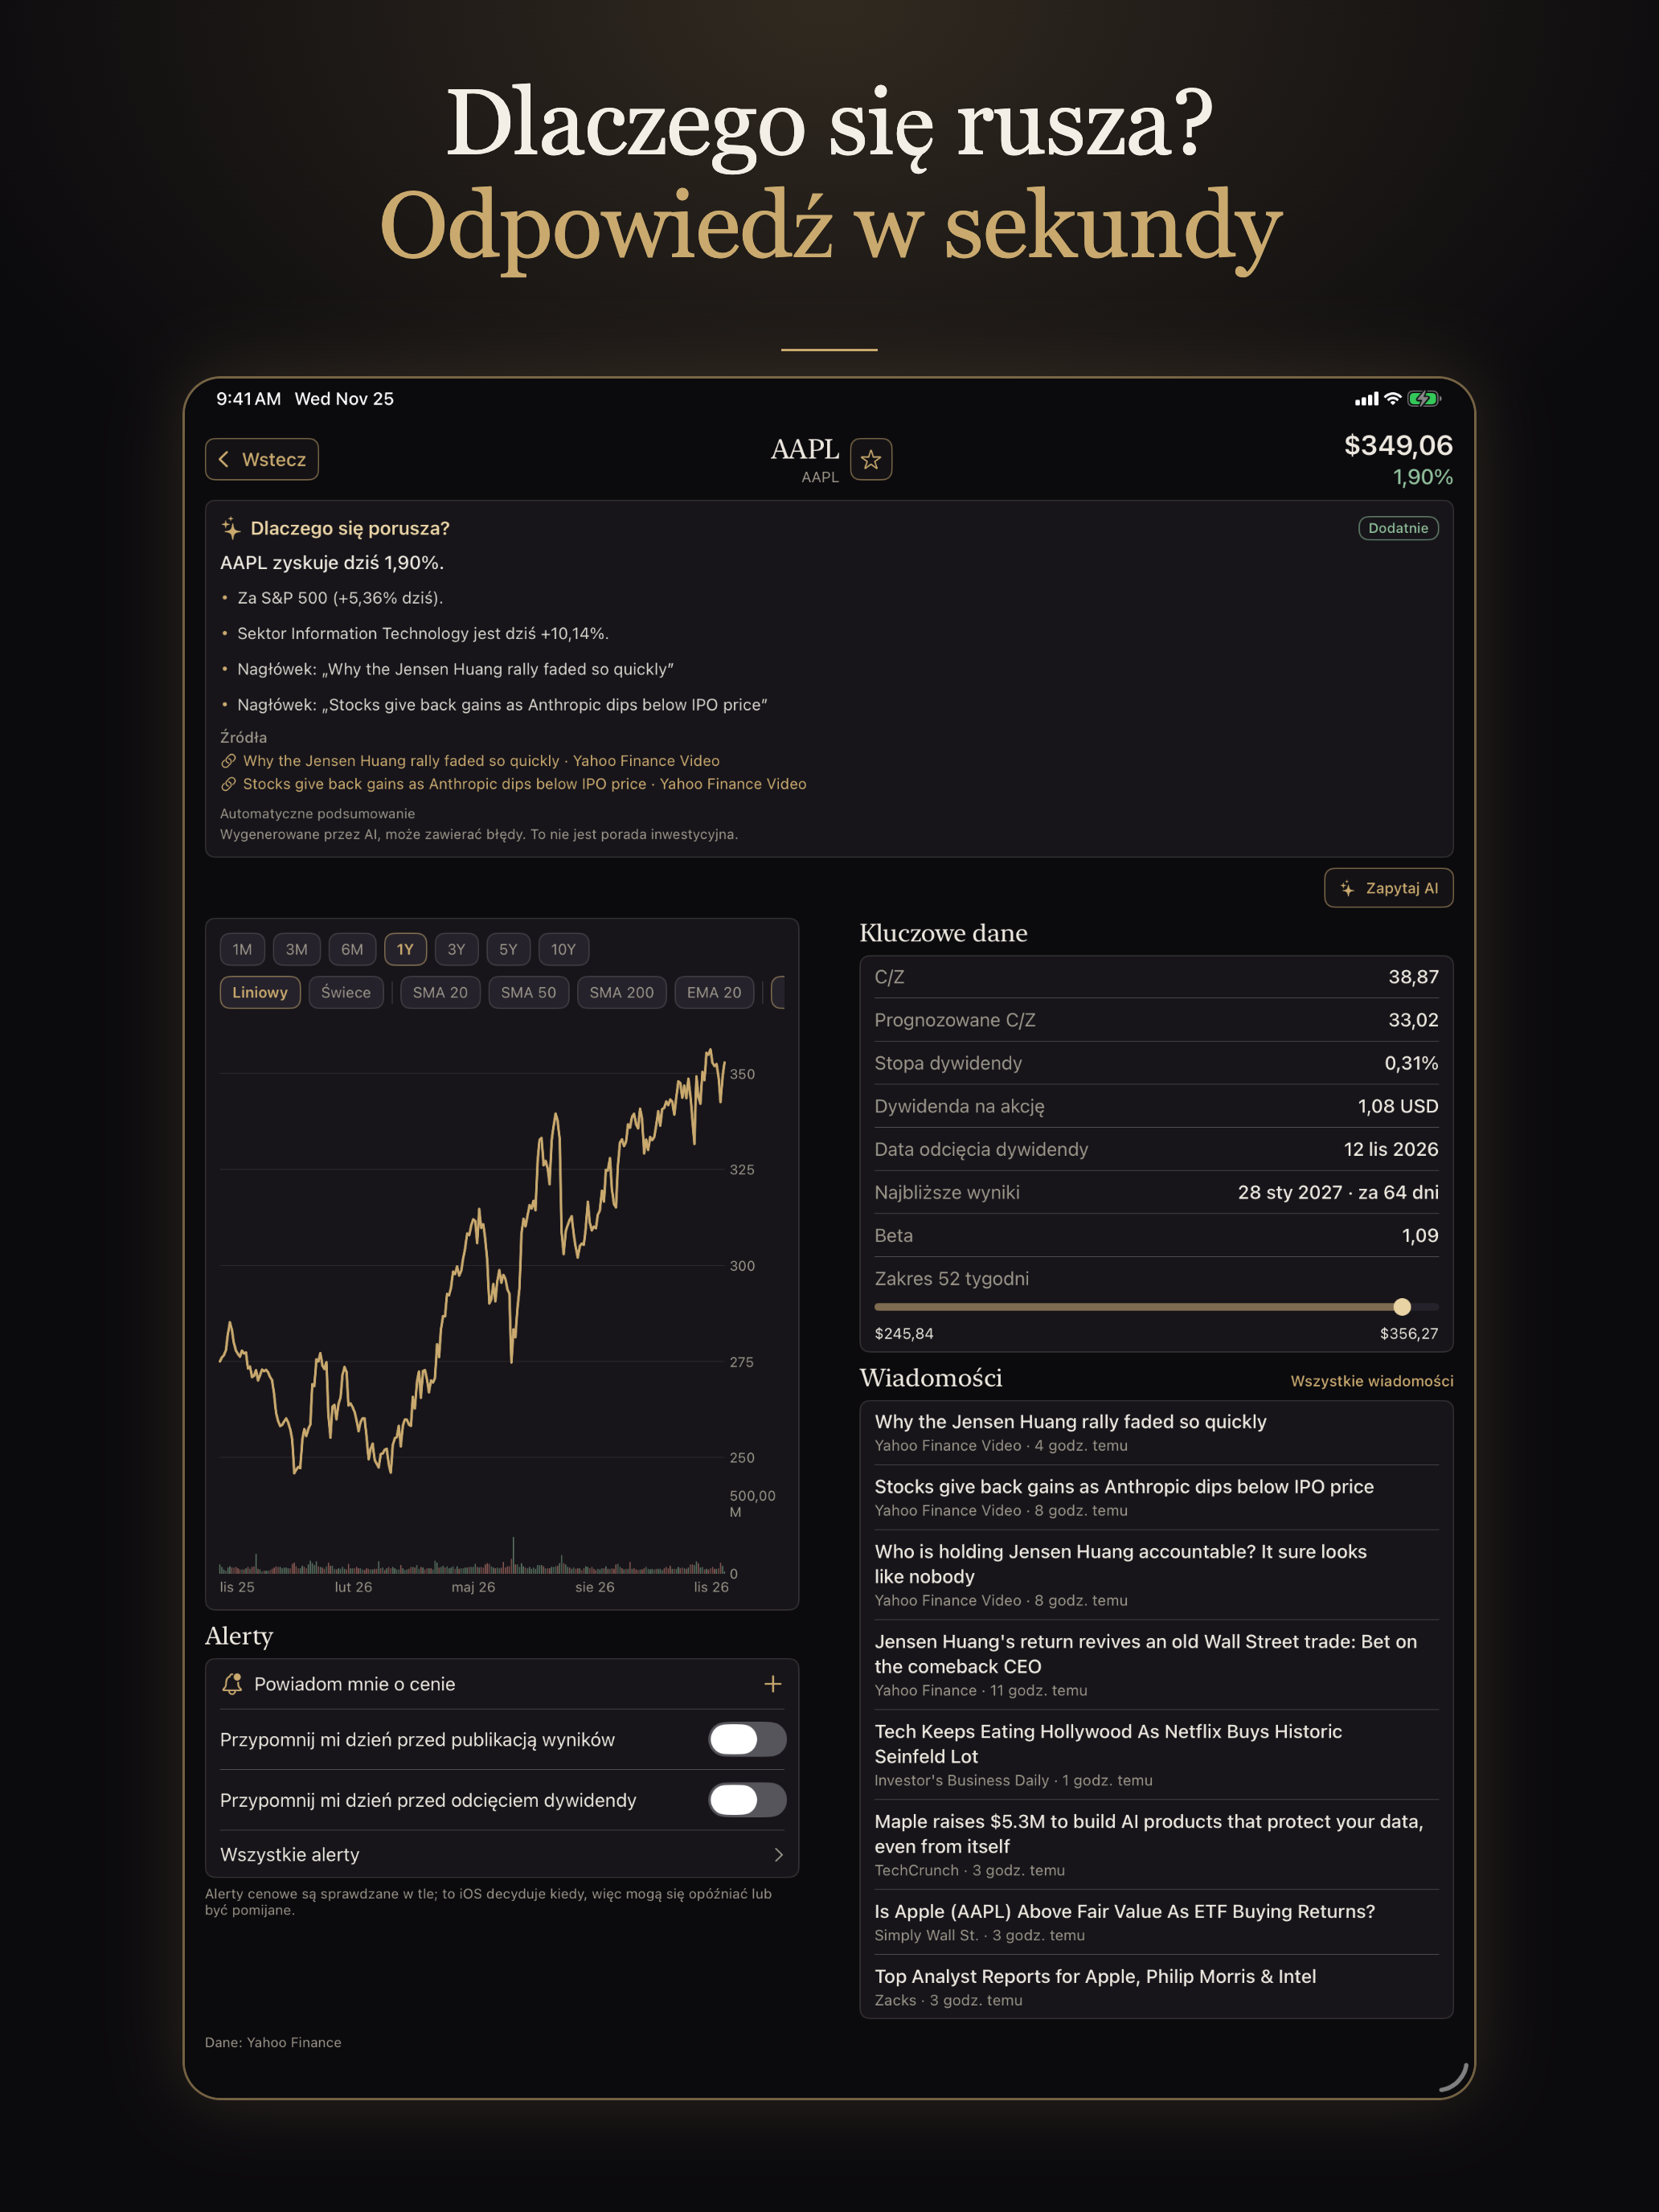 Dlaczego się rusza?
Odpowiedź w sekundy
9:41 AM Wed Nov 25
Wstecz
AAPL
AAPL
$349,06
1,90%
Dlaczego się porusza?
Dodatnie
AAPL zyskuje dziś 1,90%.
• Za S&P 500 (+5,36% dziś).
• Sektor Information Technology jest dziś +10,14%.
• Nagłówek: „Why the Jensen Huang rally faded so quickly”
• Nagłówek: „Stocks give back gains as Anthropic dips below IPO price”
Źródła
Why the Jensen Huang rally faded so quickly · Yahoo Finance Video
Stocks give back gains as Anthropic dips below IPO price · Yahoo Finance Video
Automatyczne podsumowanie
Wygenerowane przez AI, może zawierać błędy. To nie jest porada inwestycyjna.
Zapytaj AI
1M 3M 6M 1Y 3Y 5Y 10Y
Liniowy Świece SMA 20 SMA 50 SMA 200 EMA 20
350
325
300
275
250
500,00
M
0
lis 25 lut 26 maj 26 sie 26 lis 26
Alerty
Powiadom mnie o cenie
Przypomnij mi dzień przed publikacją wyników
Przypomnij mi dzień przed odcięciem dywidendy
Wszystkie alerty
Alerty cenowe są sprawdzane w tle; to iOS decyduje kiedy, więc mogą się opóźniać lub
być pomijane.
Kluczowe dane
C/Z 38,87
Prognozowane C/Z 33,02
Stopa dywidendy 0,31%
Dywidenda na akcję 1,08 USD
Data odcięcia dywidendy 12 lis 2026
Najbliższe wyniki 28 sty 2027 · za 64 dni
Beta 1,09
Zakres 52 tygodni
$245,84 $356,27
Wiadomości
Wszystkie wiadomości
Why the Jensen Huang rally faded so quickly
Yahoo Finance Video · 4 godz. temu
Stocks give back gains as Anthropic dips below IPO price
Yahoo Finance Video · 8 godz. temu
Who is holding Jensen Huang accountable? It sure looks
like nobody
Yahoo Finance Video · 8 godz. temu
Jensen Huang's return revives an old Wall Street trade: Bet on
the comeback CEO
Yahoo Finance · 11 godz. temu
Tech Keeps Eating Hollywood As Netflix Buys Historic
Seinfeld Lot
Investor's Business Daily · 1 godz. temu
Maple raises $5.3M to build AI products that protect your data,
even from itself
TechCrunch · 3 godz. temu
Is Apple (AAPL) Above Fair Value As ETF Buying Returns?
Simply Wall St. · 3 godz. temu
Top Analyst Reports for Apple, Philip Morris & Intel
Zacks · 3 godz. temu
Dane: Yahoo Finance